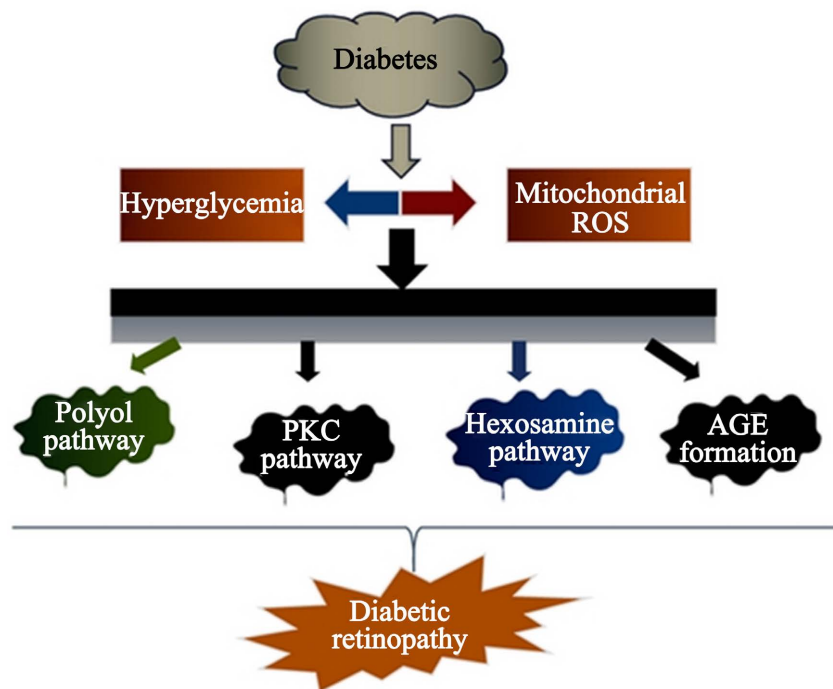 Diabetes
Hyperglycemia
Mitochondrial
ROS
Polyol
pathway
PKC
pathway
Hexosamine
pathway
AGE
formation
Diabetic
retinopathy